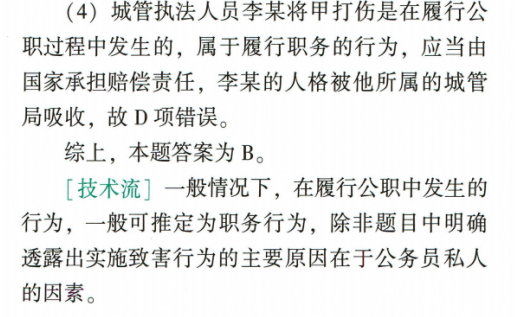 （4）城管执法人员李某将甲打伤是在履行公
职过程中发生的，属于履行职务的行为，应当由
国家承担赔偿责任，李某的人格被他所属的城管
局吸收，故 D 项错误。
综上，本题答案为 B。
［技术流］一般情况下，在履行公职中发生的
行为，一般可推定为职务行为，除非题目中明确
透露出实施致害行为的主要原因在于公务员私人
的因素。